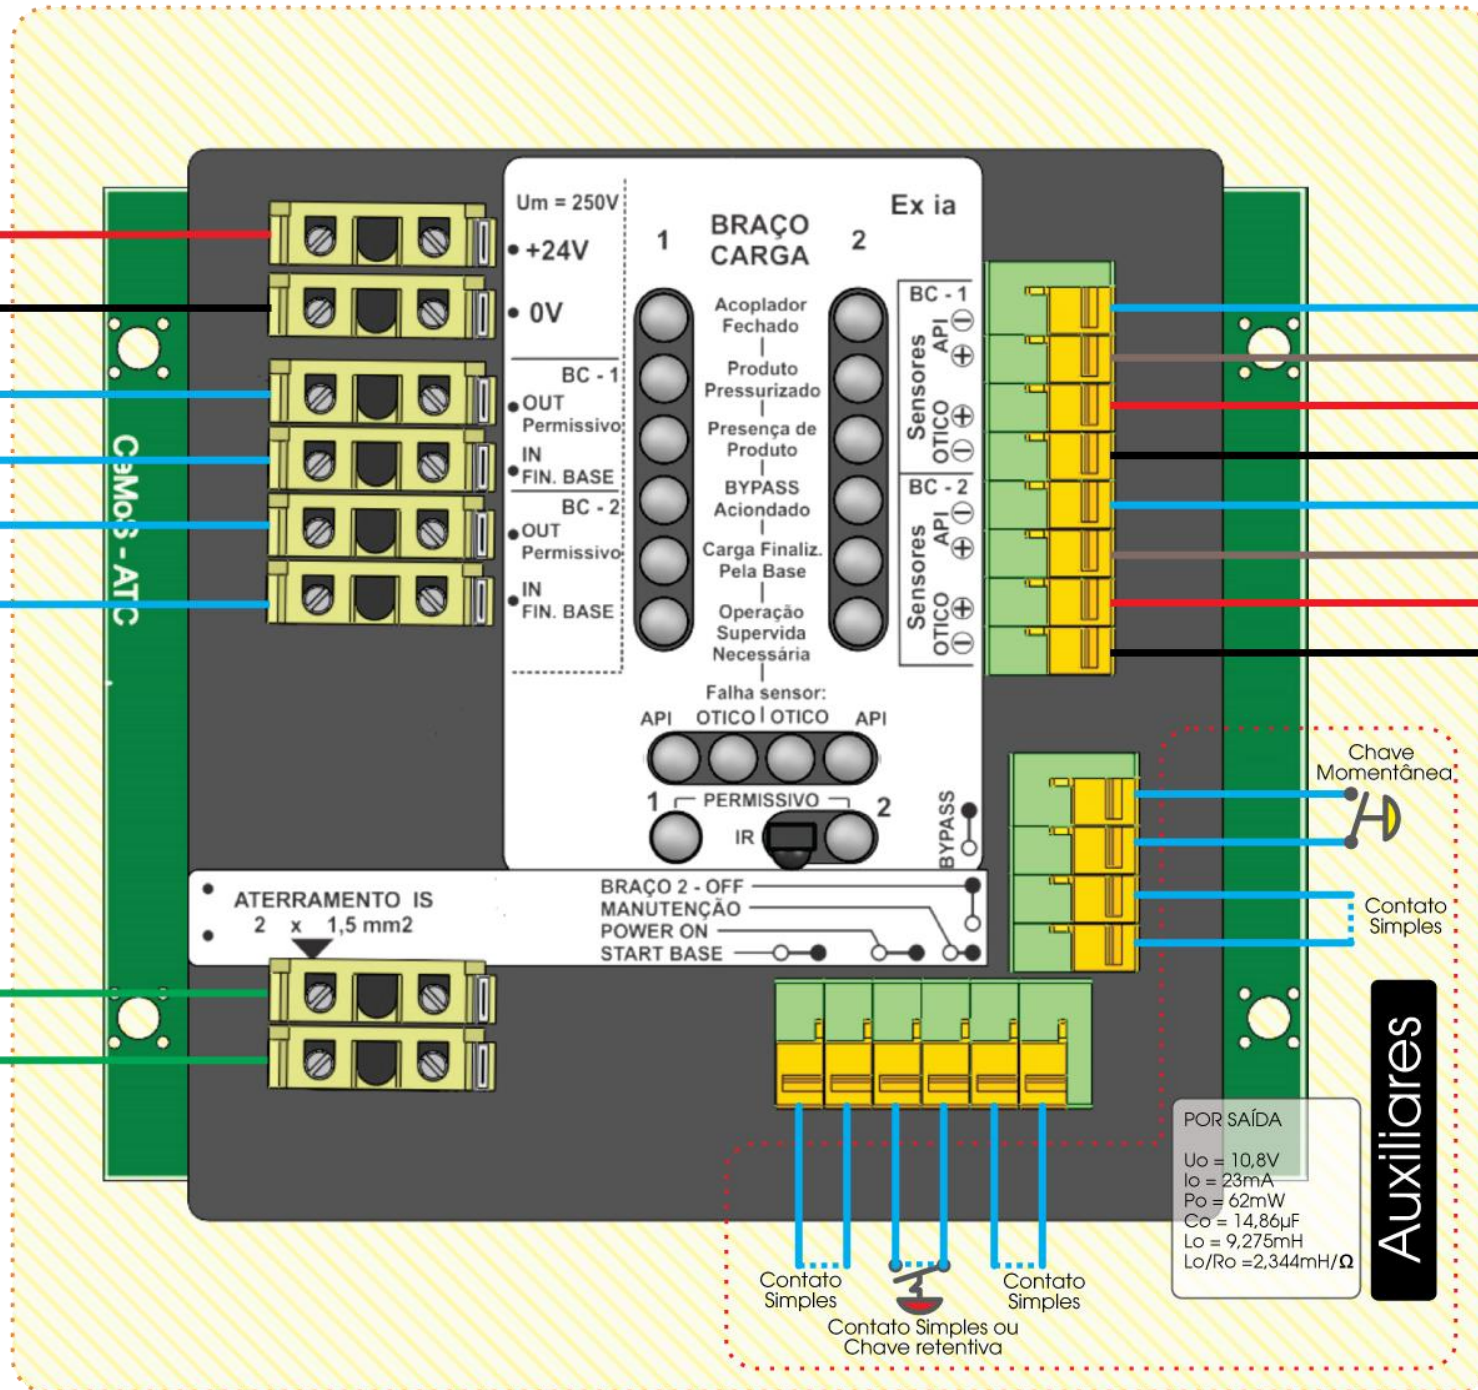 Um = 250V
+24V
0V
BC - 1
OUT
Permissivo
IN
FIN. BASE
BC - 2
OUT
Permissivo
IN
FIN. BASE
CaMoS - ATC
1
BRAÇO
CARGA
2
Ex ia
Acoplador
Fechado
Produto
Pressurizado
Presença de
Produto
BYPASS
Aciondado
Carga Finaliz.
Pela Base
Operação
Supervida
Necessária
Falha sensor:
API OTICO OTICO API
1 PERMISSIVO 2
IR
BYPASS
BC - 1
Sensores
API ⊖ ⊕
OTICO ⊕ ⊖
BC - 2
Sensores
API ⊖ ⊕
OTICO ⊕ ⊖
ATERRAMENTO IS
2 x 1,5 mm2
BRAÇO 2 - OFF
MANUTENÇÃO
POWER ON
START BASE
Chave
Momentânea
Contato
Simples
Contato
Simples
Contato Simples ou
Chave retentiva
Contato
Simples
POR SAÍDA
Uo = 10,8V
Io = 23mA
Po = 62mW
Co = 14,86µF
Lo = 9,275mH
Lo/Ro =2,344mH/Ω
Auxiliares